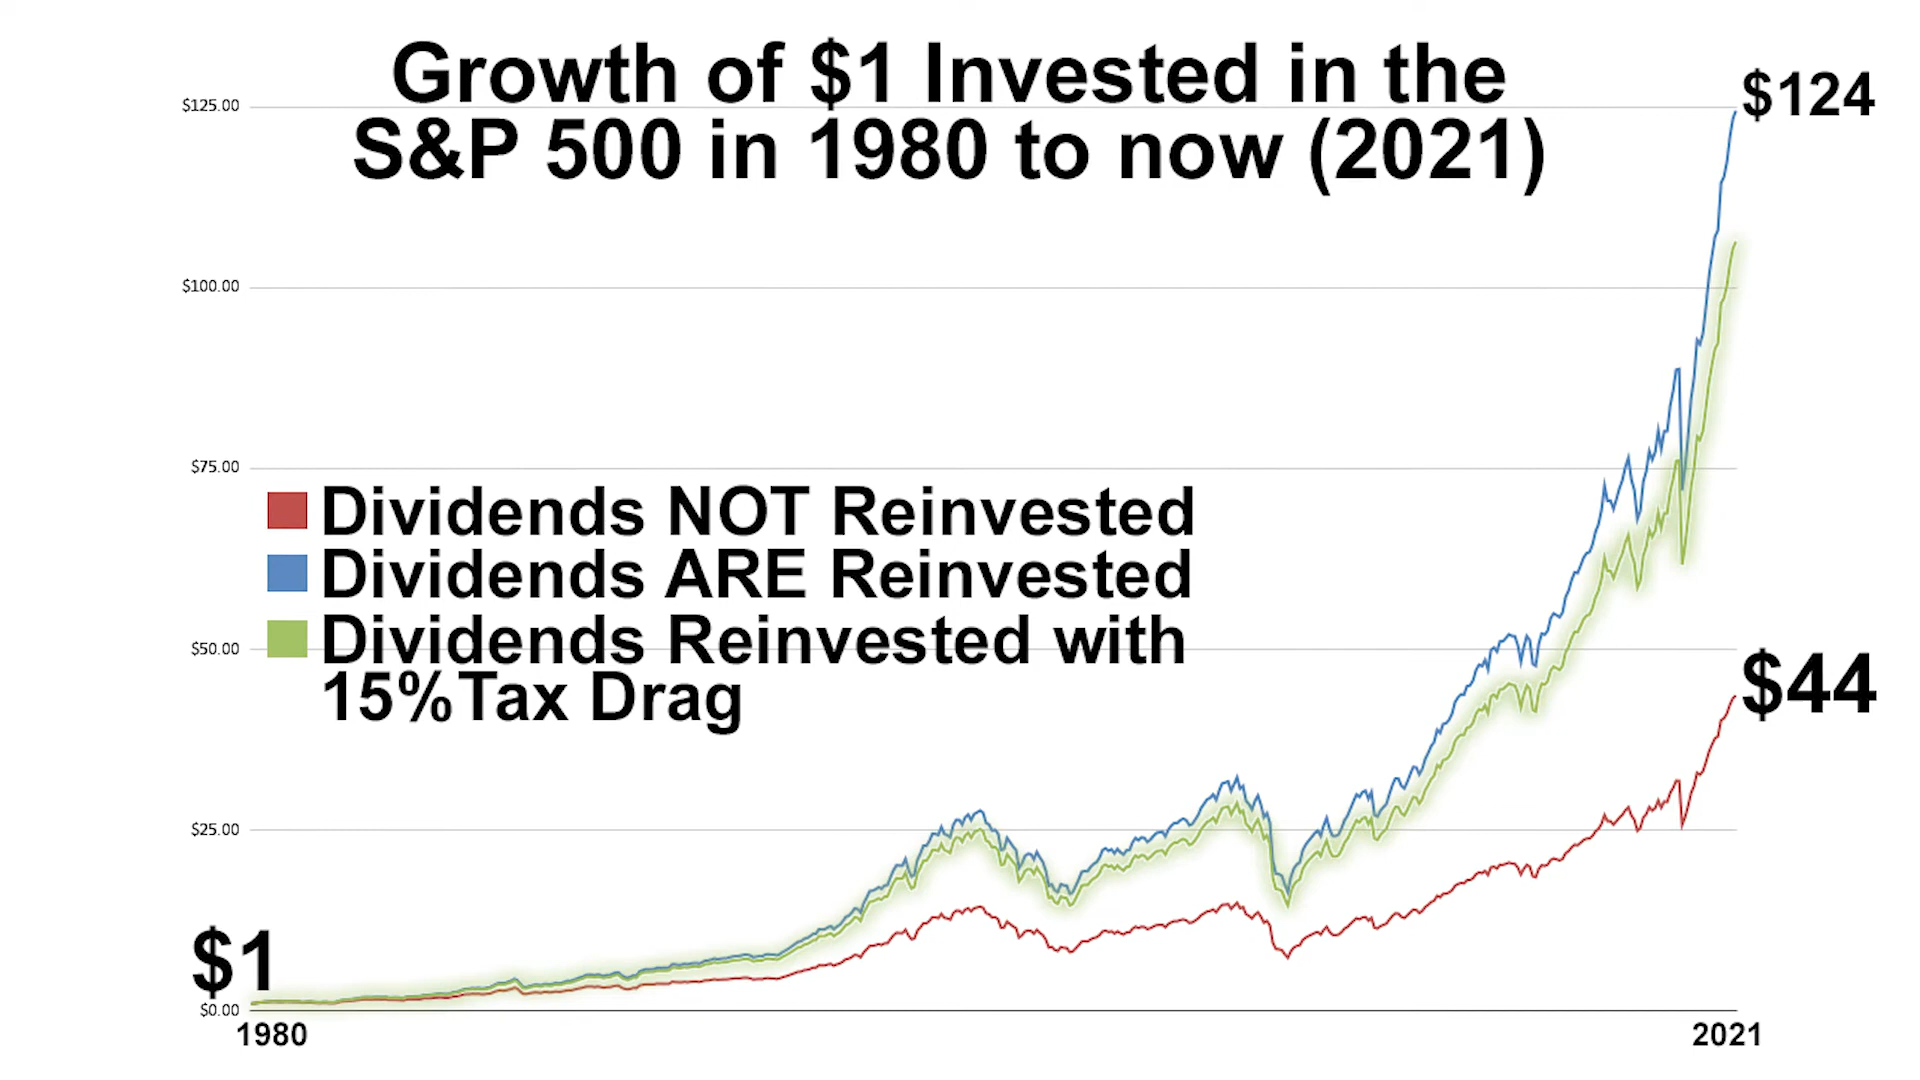 Growth of $1 Invested in the
S&P 500 in 1980 to now (2021)
$124
$125.00
$100.00
$75.00
Dividends NOT Reinvested
Dividends ARE Reinvested
Dividends Reinvested with
15%Tax Drag
$50.00
$44
$25.00
$1
$0.00
1980
2021